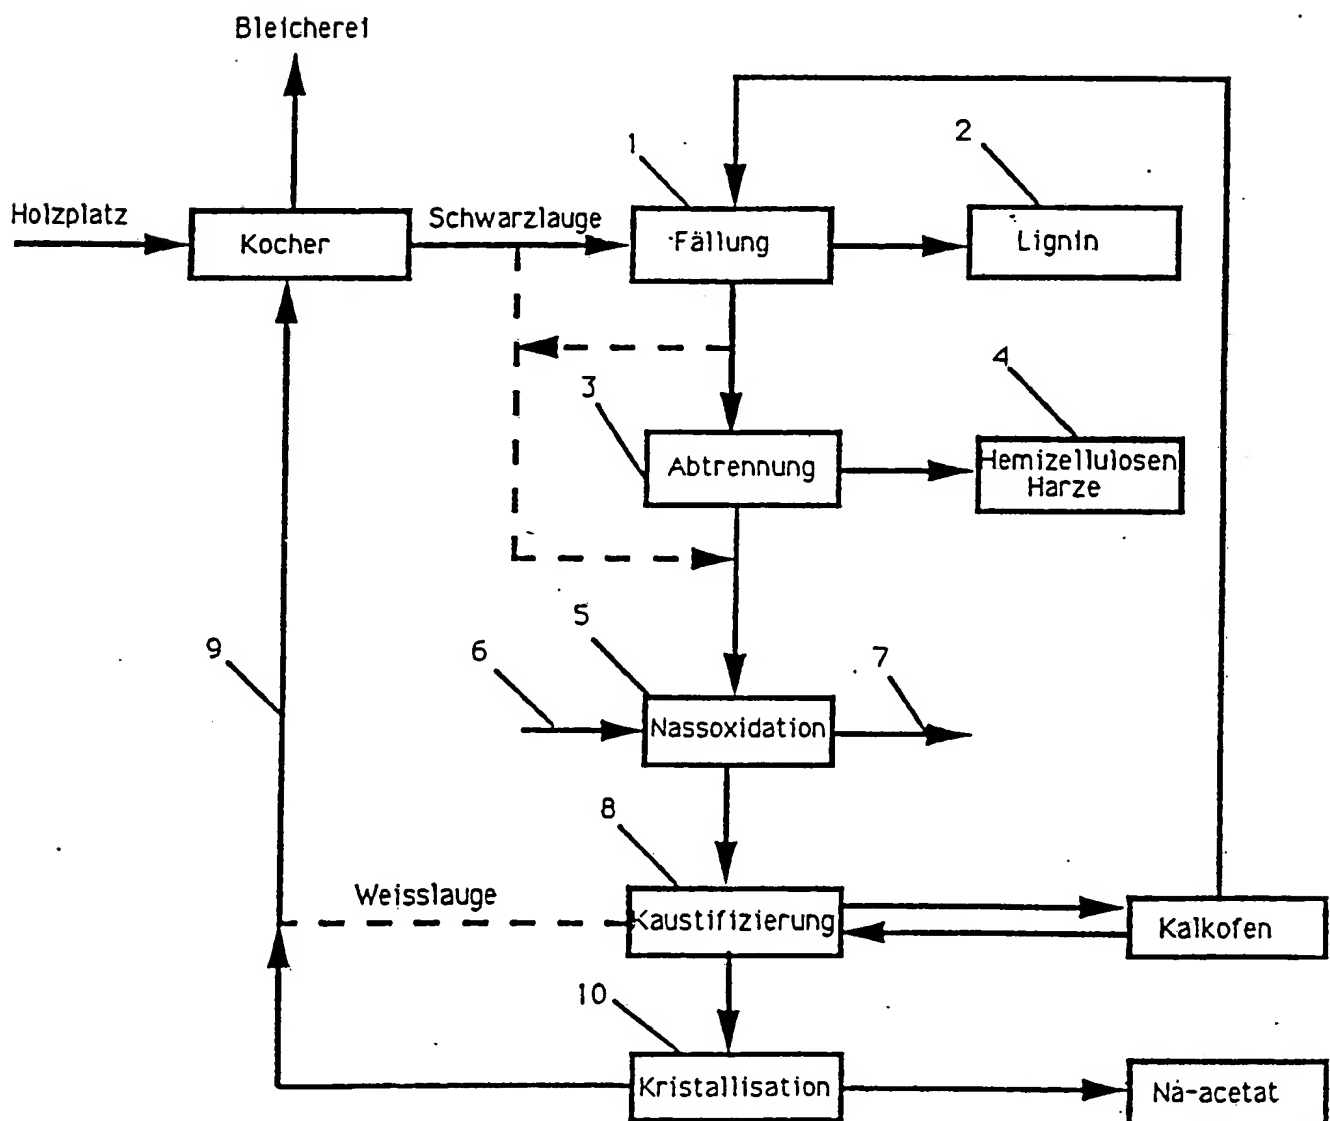 Bleicherei
1
2
Holzplatz
Kocher
Schwarzlauge
Fällung
Lignin
3
4
Abtrennung
Hemizellulosen
Harze
5
6
7
9
Nassoxidation
8
Weisslauge
Kaustifizierung
Kalkofen
10
Kristallisation
Na-acetat